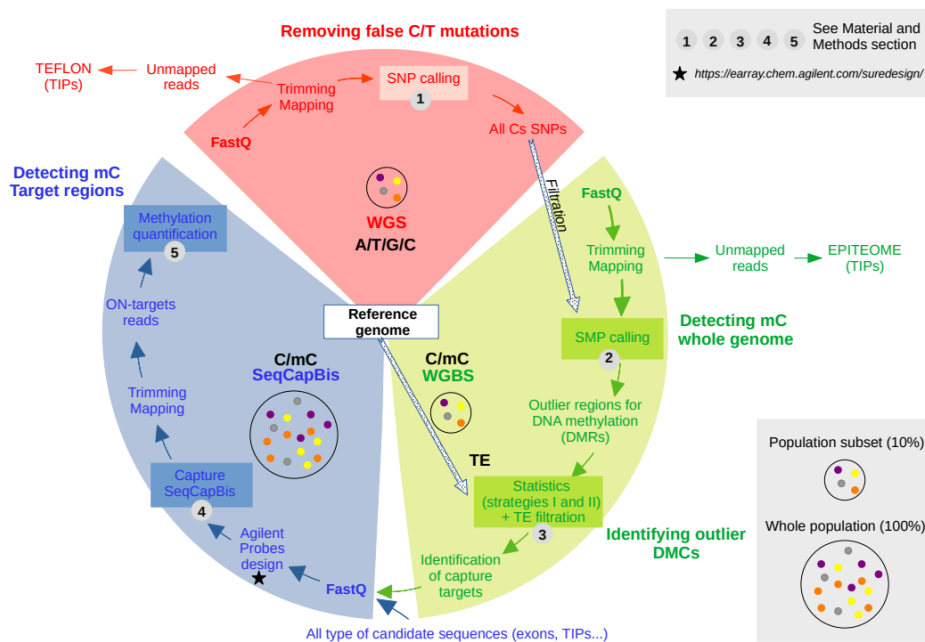 Removing false C/T mutations
TEFLON
(TIPs)
Unmapped
reads
Trimming
Mapping
SNP calling
1
FastQ
All Cs SNPs
WGS
A/T/G/C
Filtration
1 2 3 4 5
See Material and
Methods section
https://earray.chem.agilent.com/suredesign/
Detecting mC
Target regions
Methylation
quantification
5
ON-targets
reads
Trimming
Mapping
Capture
SeqCapBis
4
Agilent
Probes
design
FastQ
C/mC
SeqCapBis
Reference
genome
C/mC
WGBS
TE
FastQ
Trimming
Mapping
Unmapped
reads
EPITEOME
(TIPs)
Detecting mC
whole genome
SMP calling
2
Outlier regions for
DNA methylation
(DMRs)
Statistics
(strategies I and II)
+ TE filtration
3
Identifying outlier
DMCs
Identification
of capture
targets
All type of candidate sequences (exons, TIPs...)
Population subset (10%)
Whole population (100%)